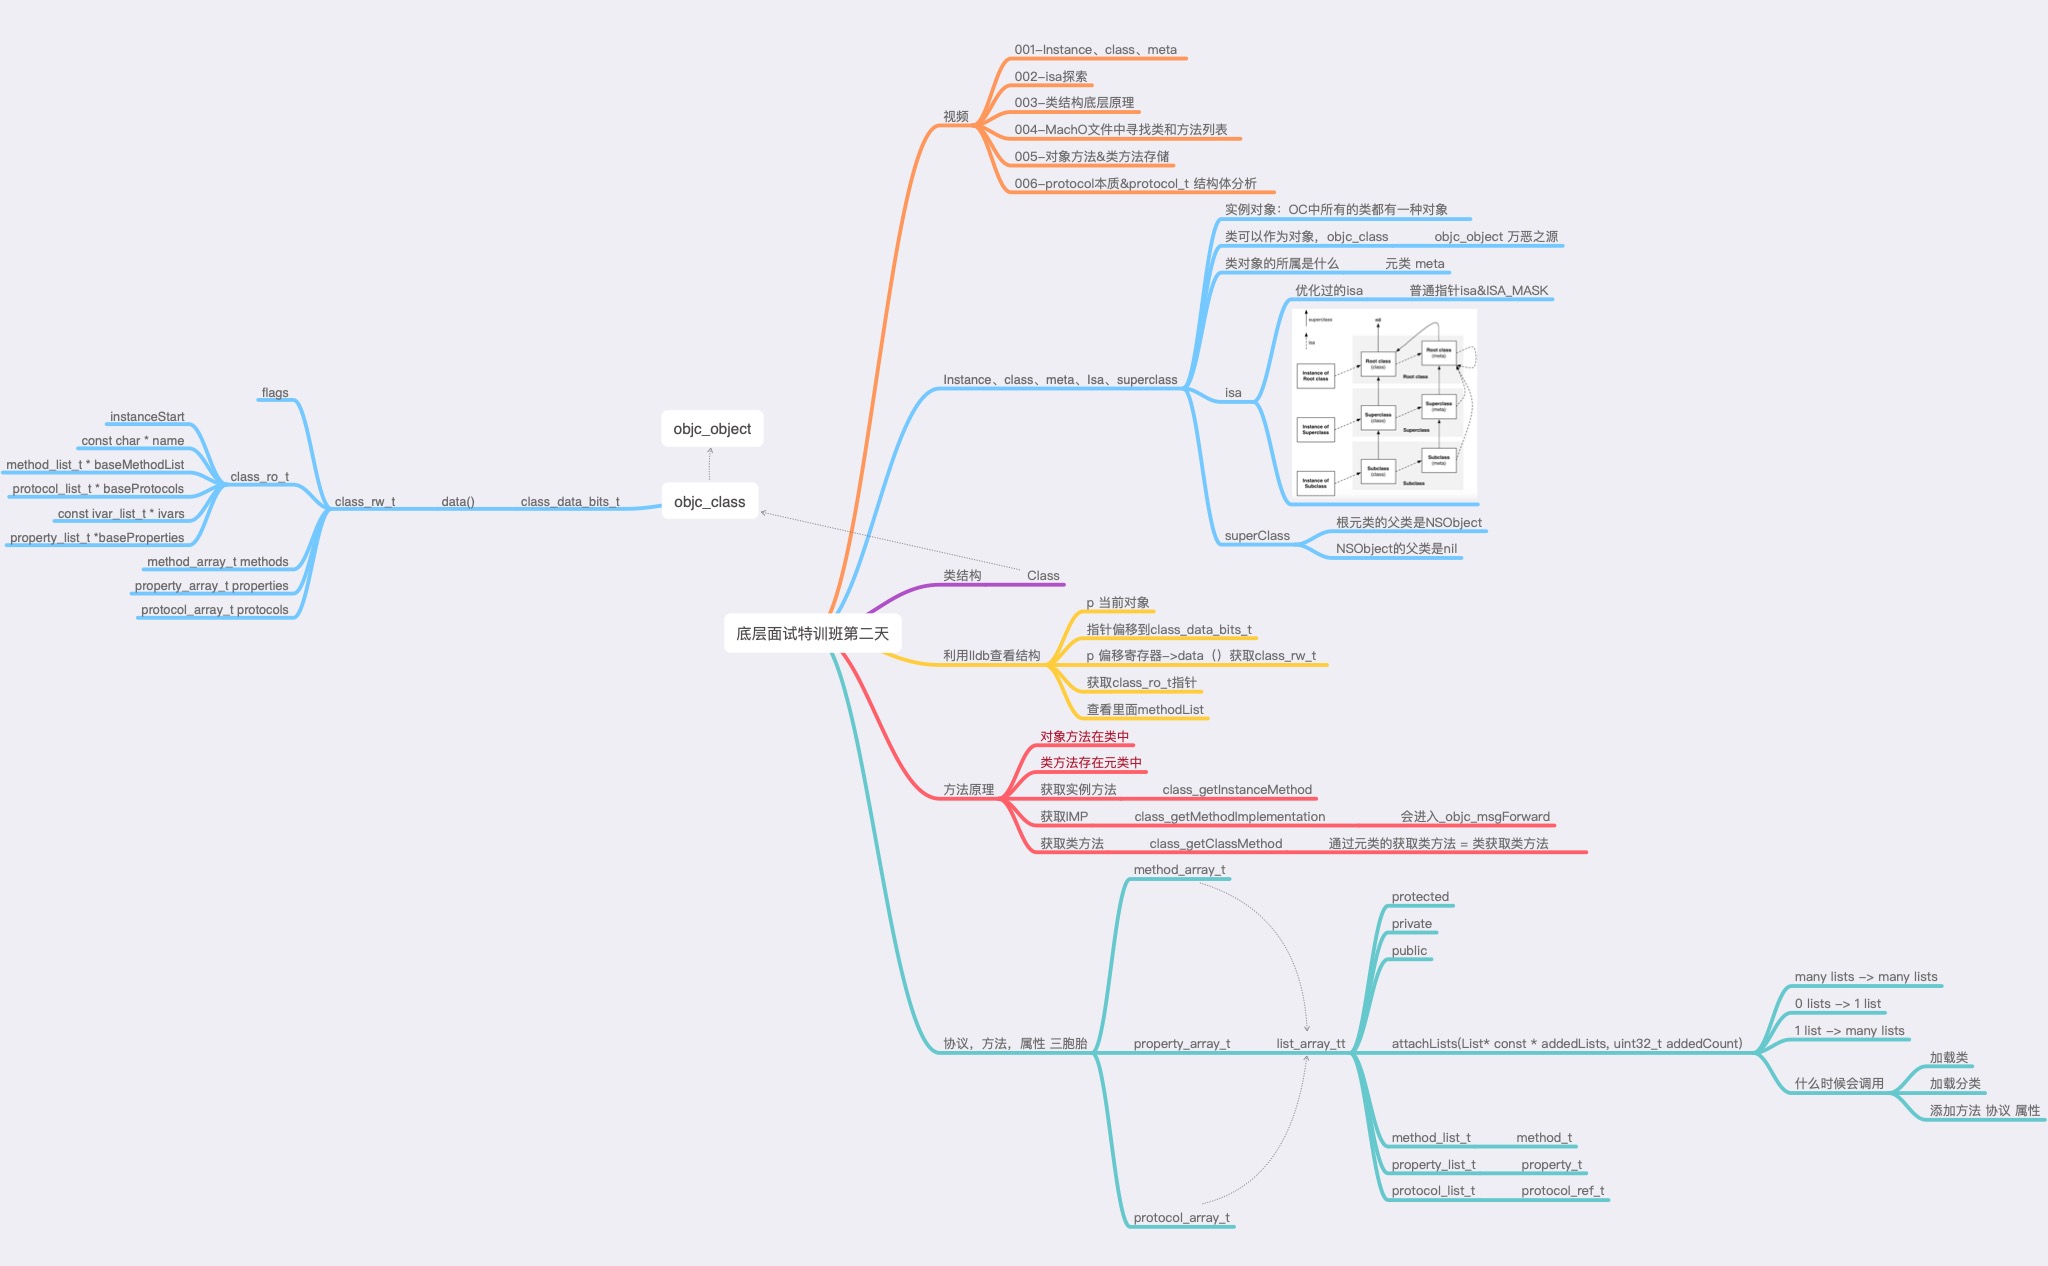 底层面试特训班第二天
视频
001-Instance、class、meta
002-isa探索
003-类结构底层原理
004-MachO文件中寻找类和方法列表
005-对象方法&类方法存储
006-protocol本质&protocol_t 结构体分析
Instance、class、meta、Isa、superclass
实例对象：OC中所有的类都有一种对象
类可以作为对象，objc_class
objc_object 万恶之源
类对象的所属是什么
元类 meta
isa
优化过的isa
普通指针isa&ISA_MASK
superclass
isa
nil
Root class
(class)
Root class
(meta)
Root class
Instance of
Root class
Superclass
(class)
Superclass
(meta)
Superclass
Instance of
Superclass
Subclass
(class)
Subclass
(meta)
Subclass
Instance of
Subclass
superClass
根元类的父类是NSObject
NSObject的父类是nil
类结构
Class
利用lldb查看结构
p 当前对象
指针偏移到class_data_bits_t
p 偏移寄存器->data（）获取class_rw_t
获取class_ro_t指针
查看里面methodList
方法原理
对象方法在类中
类方法存在元类中
获取实例方法
class_getInstanceMethod
获取IMP
class_getMethodImplementation
会进入_objc_msgForward
获取类方法
class_getClassMethod
通过元类的获取类方法 = 类获取类方法
协议，方法，属性 三胞胎
method_array_t
property_array_t
protocol_array_t
list_array_tt
protected
private
public
attachLists(List* const * addedLists, uint32_t addedCount)
many lists -> many lists
0 lists -> 1 list
1 list -> many lists
什么时候会调用
加载类
加载分类
添加方法 协议 属性
method_list_t
method_t
property_list_t
property_t
protocol_list_t
protocol_ref_t
objc_object
objc_class
class_data_bits_t
data()
class_rw_t
flags
class_ro_t
instanceStart
const char * name
method_list_t * baseMethodList
protocol_list_t * baseProtocols
const ivar_list_t * ivars
property_list_t *baseProperties
method_array_t methods
property_array_t properties
protocol_array_t protocols